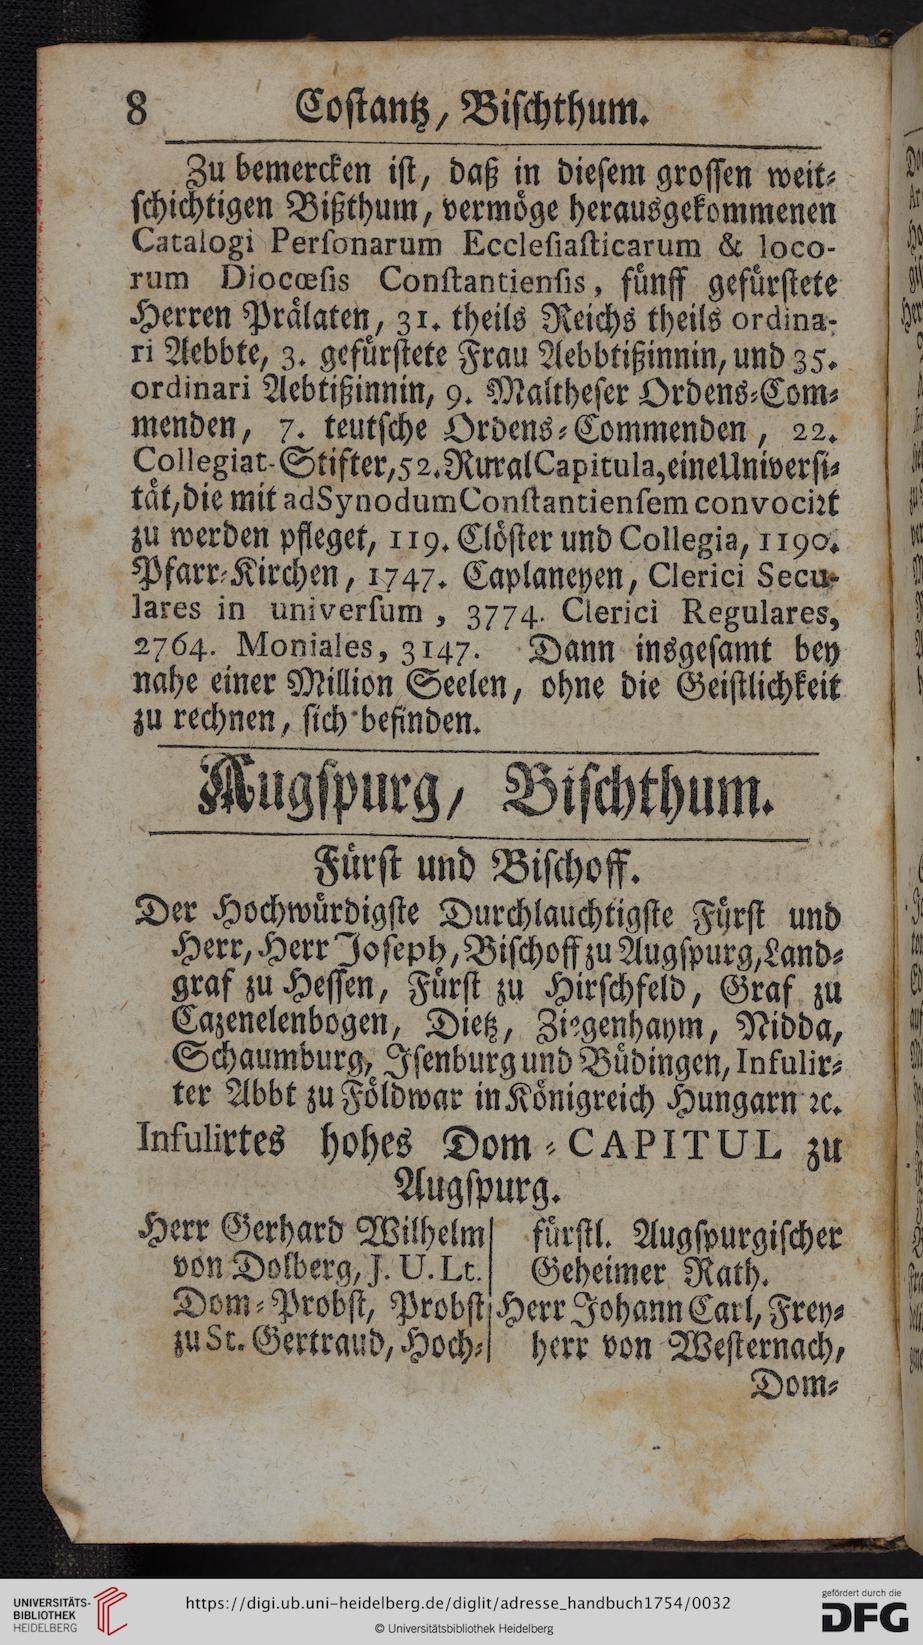 8 Costantz, Bischthum.
Zu bemercken ist, daß in diesem grossen weit-
schichtigen Bißthum, vermöge herausgekommenen
Catalogi Personarum Ecclesiasticarum & loco-
rum Diocœsis Constantiensis, fünff gefürstete
Herren Prälaten, 31. theils Reichs theils ordina-
ri Aebbte, 3. gefürstete Frau Aebbtißinnin, und 35.
ordinari Aebtißinnin, 9. Maltheser Ordens-Com-
menden, 7. teutsche Ordens-Commenden, 22.
Collegiat-Stifter, 52. Rural Capitula, eine Universi-
tät, die mit ad Synodum Constantiensem convocirt
zu werden pfleget, 119. Clöster und Collegia, 1190.
Pfarr-Kirchen, 1747. Caplaneyen, Clerici Secu-
lares in universum, 3774. Clerici Regulares,
2764. Moniales, 3147. Dann insgesamt bey
nahe einer Million Seelen, ohne die Geistlichkeit
zu rechnen, sich befinden.
Augspurg, Bischthum.
Fürst und Bischoff.
Der Hochwürdigste Durchlauchtigste Fürst und
Herr, Herr Joseph, Bischoff zu Augspurg, Land-
graf zu Hessen, Fürst zu Hirschfeld, Graf zu
Cazenelenbogen, Dietz, Ziegenhaym, Nidda,
Schaumburg, Isenburg und Büdingen, Infulir-
ter Abbt zu Földwar in Königreich Hungarn ꝛc.
Infulirtes hohes Dom-CAPITUL zu
Augspurg.
Herr Gerhard Wilhelm
von Dolberg, J. U. Lt.
Dom-Probst, Probst
zu St. Gertraud, Hoch-
fürstl. Augspurgischer
Geheimer Rath.
Herr Johann Carl, Frey-
herr von Westernach,
Dom-
UNIVERSITÄTS-
BIBLIOTHEK
HEIDELBERG
https://digi.ub.uni-heidelberg.de/diglit/adresse_handbuch1754/0032
© Universitätsbibliothek Heidelberg
gefördert durch die
DFG